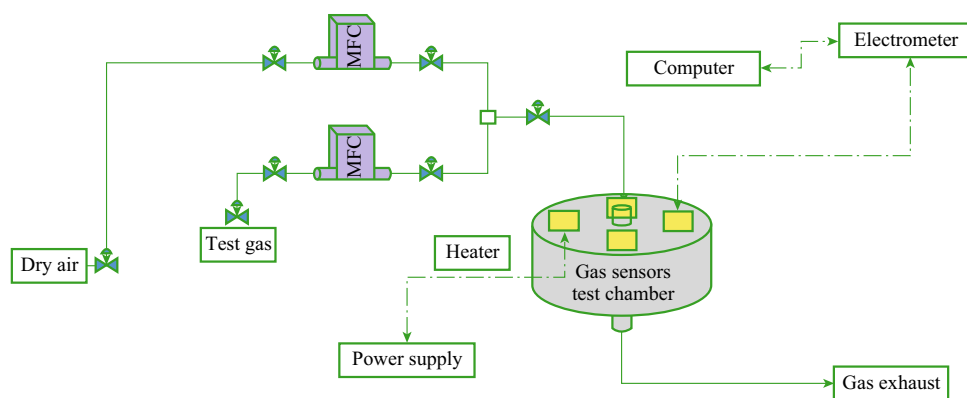 MFC
Electrometer
Computer
MFC
Test gas
Heater
Dry air
Gas sensors
test chamber
Power supply
Gas exhaust